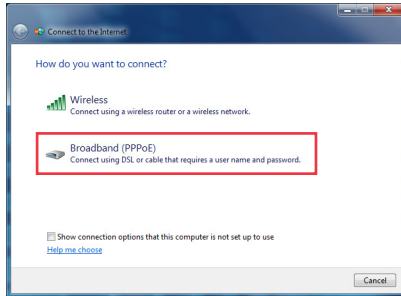 Connect to the Internet
How do you want to connect?
Wireless
Connect using a wireless router or a wireless network.
Broadband (PPPoE)
Connect using DSL or cable that requires a user name and password.
Show connection options that this computer is not set up to use
Help me choose
Cancel